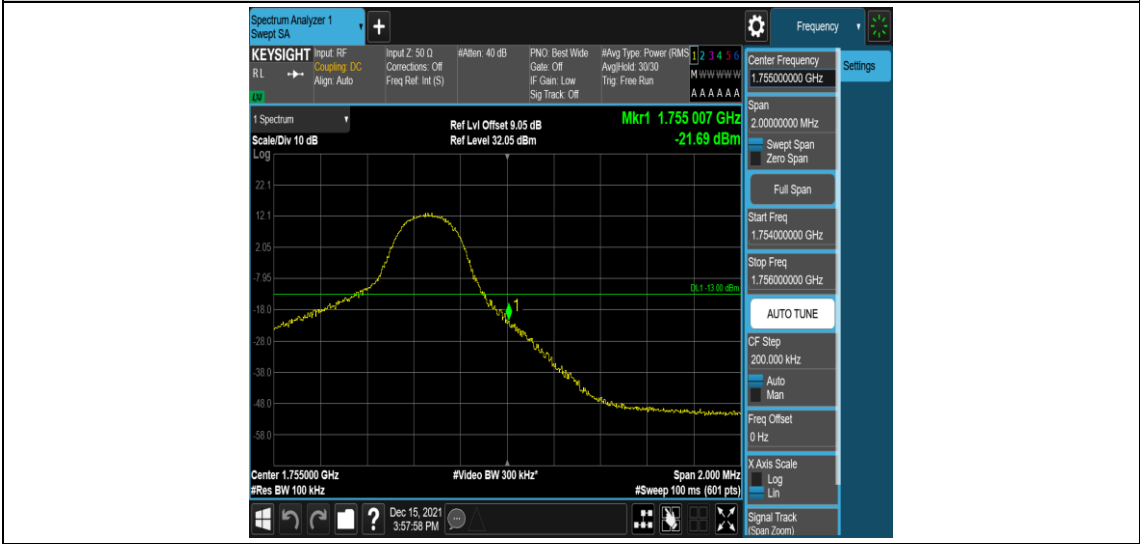 Spectrum Analyzer 1
Swept SA
+
Frequency
KEYSIGHT
RL
Input: RF
Coupling: DC
Align: Auto
Input Z: 50 Ω
Corrections: Off
Freq Ref: Int (S)
#Atten: 40 dB
PNO: Best Wide
Gate: Off
IF Gain: Low
Sig Track: Off
#Avg Type: Power (RMS
Avg|Hold: 30/30
Trig: Free Run
1 2 3 4 5 6
M W W W W W
A A A A A A
1 Spectrum
Scale/Div 10 dB
Log
Ref Lvl Offset 9.05 dB
Ref Level 32.05 dBm
Mkr1 1.755 007 GHz
-21.69 dBm
22.1
12.1
2.05
-7.95
-18.0
-28.0
-38.0
-48.0
-58.0
DL1 -13.00 dBm
1
Center 1.755000 GHz
#Res BW 100 kHz
#Video BW 300 kHz*
Span 2.000 MHz
#Sweep 100 ms (601 pts)
Dec 15, 2021
3:57:58 PM
?
Center Frequency
1.755000000 GHz
Settings
Span
2.00000000 MHz
Swept Span
Zero Span
Full Span
Start Freq
1.754000000 GHz
Stop Freq
1.756000000 GHz
AUTO TUNE
CF Step
200.000 kHz
Auto
Man
Freq Offset
0 Hz
X Axis Scale
Log
Lin
Signal Track
(Span Zoom)